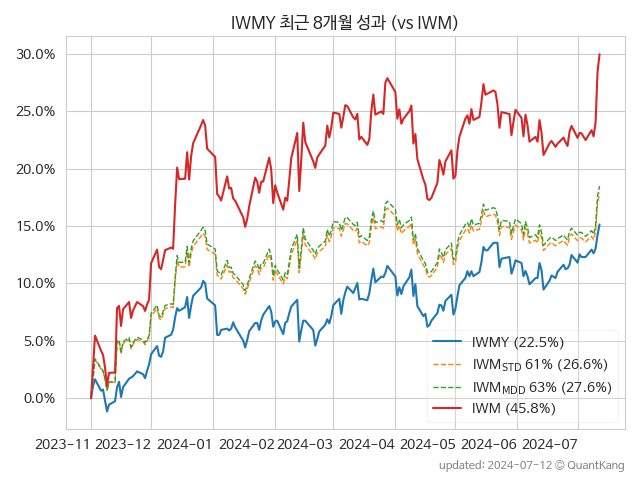 IWMY 최근 8개월 성과 (vs IWM)
30.0%
25.0%
20.0%
15.0%
10.0%
5.0%
0.0%
IWMY (22.5%)
IWM_STD 61% (26.6%)
IWM_MDD 63% (27.6%)
IWM (45.8%)
2023-11 2023-12 2024-01 2024-02 2024-03 2024-04 2024-05 2024-06 2024-07
updated: 2024-07-12 © QuantKang